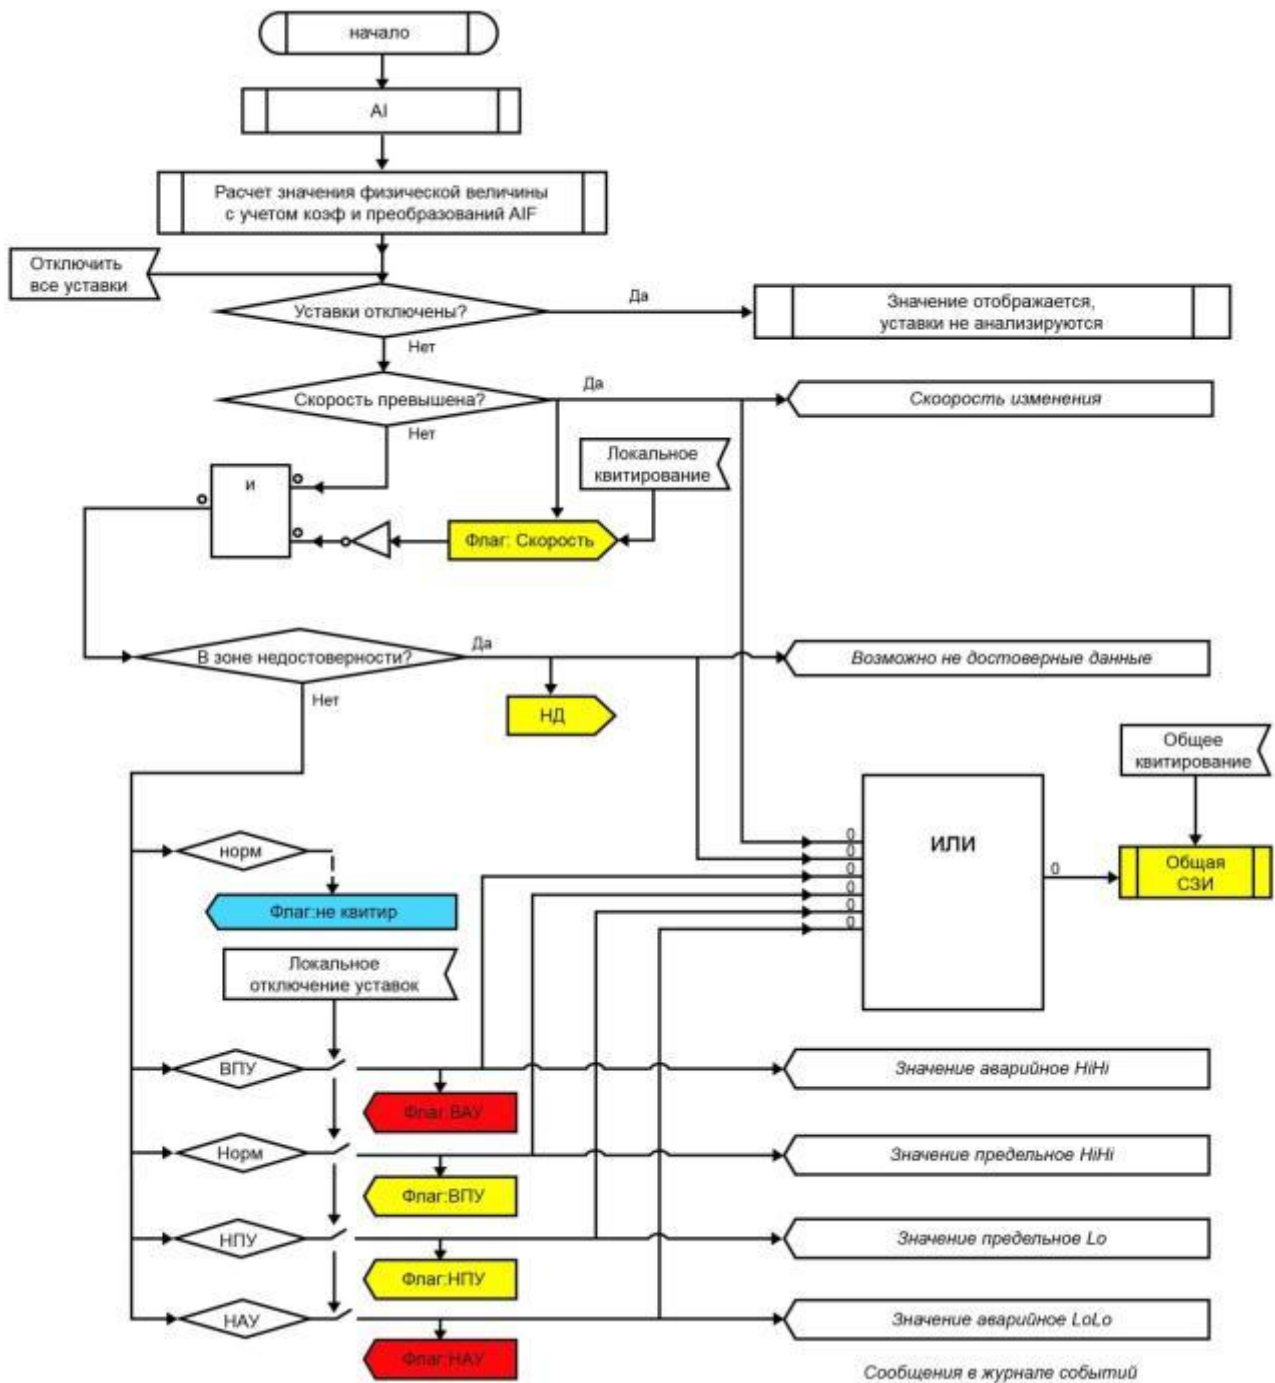 начало
AI
Расчет значения физической величины
с учетом коэф и преобразований AIF
Отключить
все уставки
Уставки отключены?
Да
Значение отображается,
уставки не анализируются
Нет
Скорость превышена?
Да
Скоорость изменения
Нет
Локальное
квитирование
и
Флаг: Скорость
В зоне недостоверности?
Да
Возможно не достоверные данные
Нет
НД
Общее
квитирование
норм
0
0
0
0
0
0
ИЛИ
0
Общая
СЗИ
Флаг:не квитир
Локальное
отключение уставок
ВПУ
Значение аварийное HiHi
Флаг:ВАУ
Норм
Значение предельное HiHi
Флаг:ВПУ
НПУ
Значение предельное Lo
Флаг:НПУ
НАУ
Значение аварийное LoLo
Флаг:НАУ
Сообщения в журнале событий